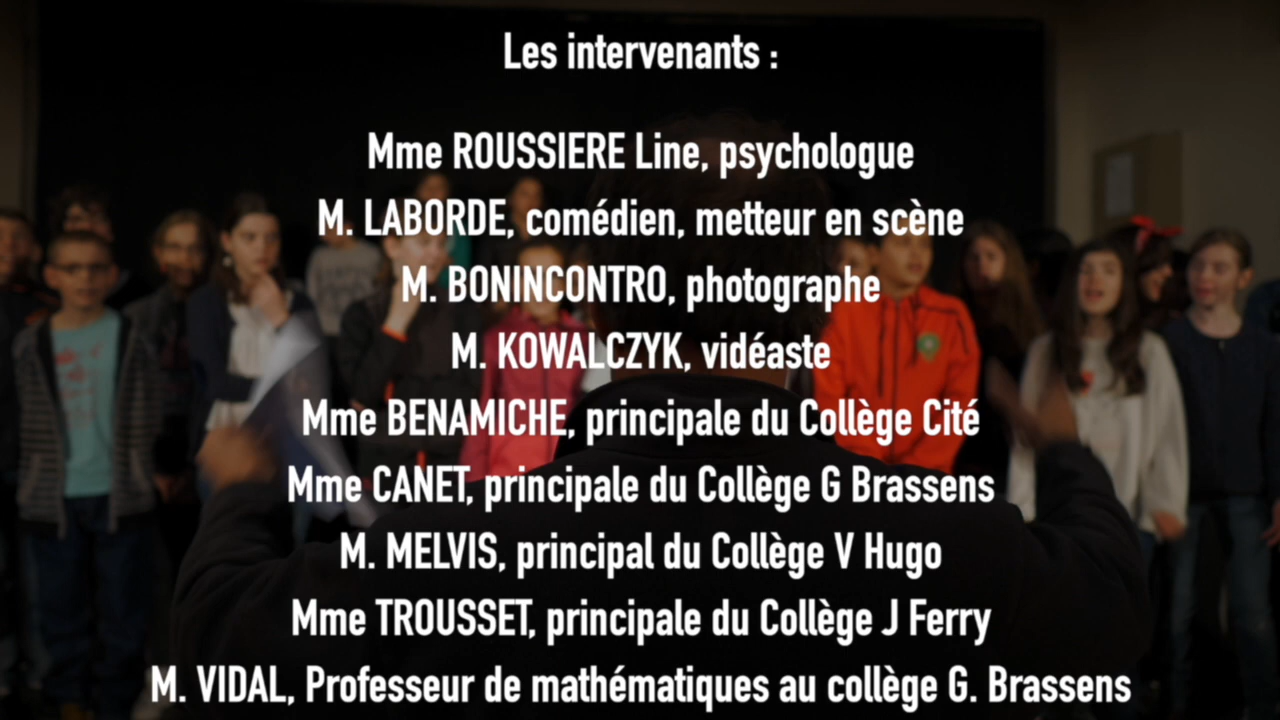 Les intervenants :
Mme ROUSSIERE Line, psychologue
M. LABORDE, comédien, metteur en scène
M. BONINCONTRO, photographe
M. KOWALCZYK, vidéaste
Mme BENAMICHE, principale du Collège Cité
Mme CANET, principale du Collège G Brassens
M. MELVIS, principal du Collège V Hugo
Mme TROUSSET, principale du Collège J Ferry
M. VIDAL, Professeur de mathématiques au collège G. Brassens